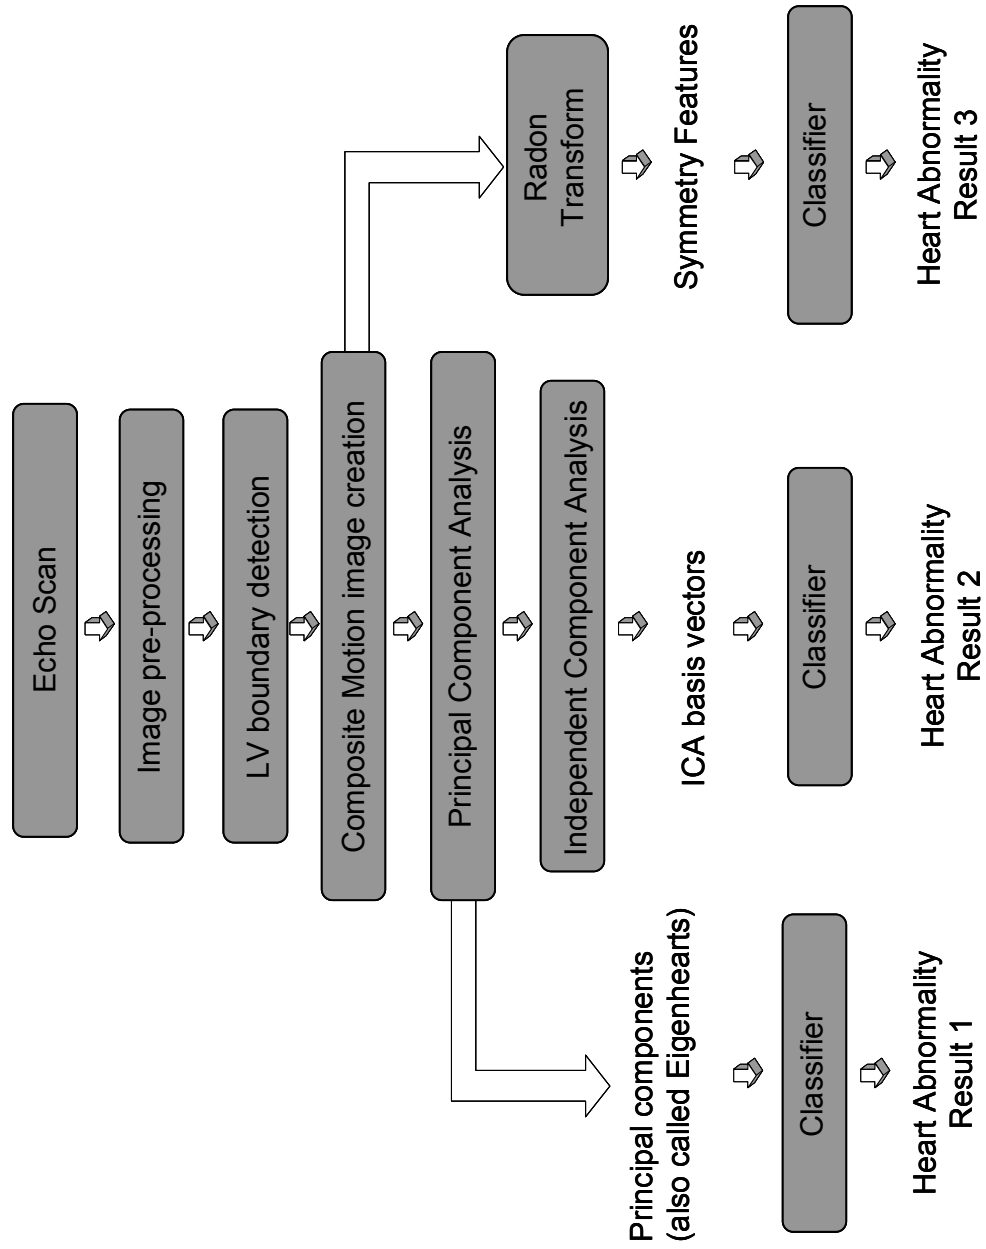 Echo Scan
Image pre-processing
LV boundary detection
Composite Motion image creation
Principal Component Analysis
Independent Component Analysis
Radon
Transform
Principal components
(also called Eigenhearts)
ICA basis vectors
Symmetry Features
Classifier
Classifier
Classifier
Heart Abnormality
Result 1
Heart Abnormality
Result 2
Heart Abnormality
Result 3